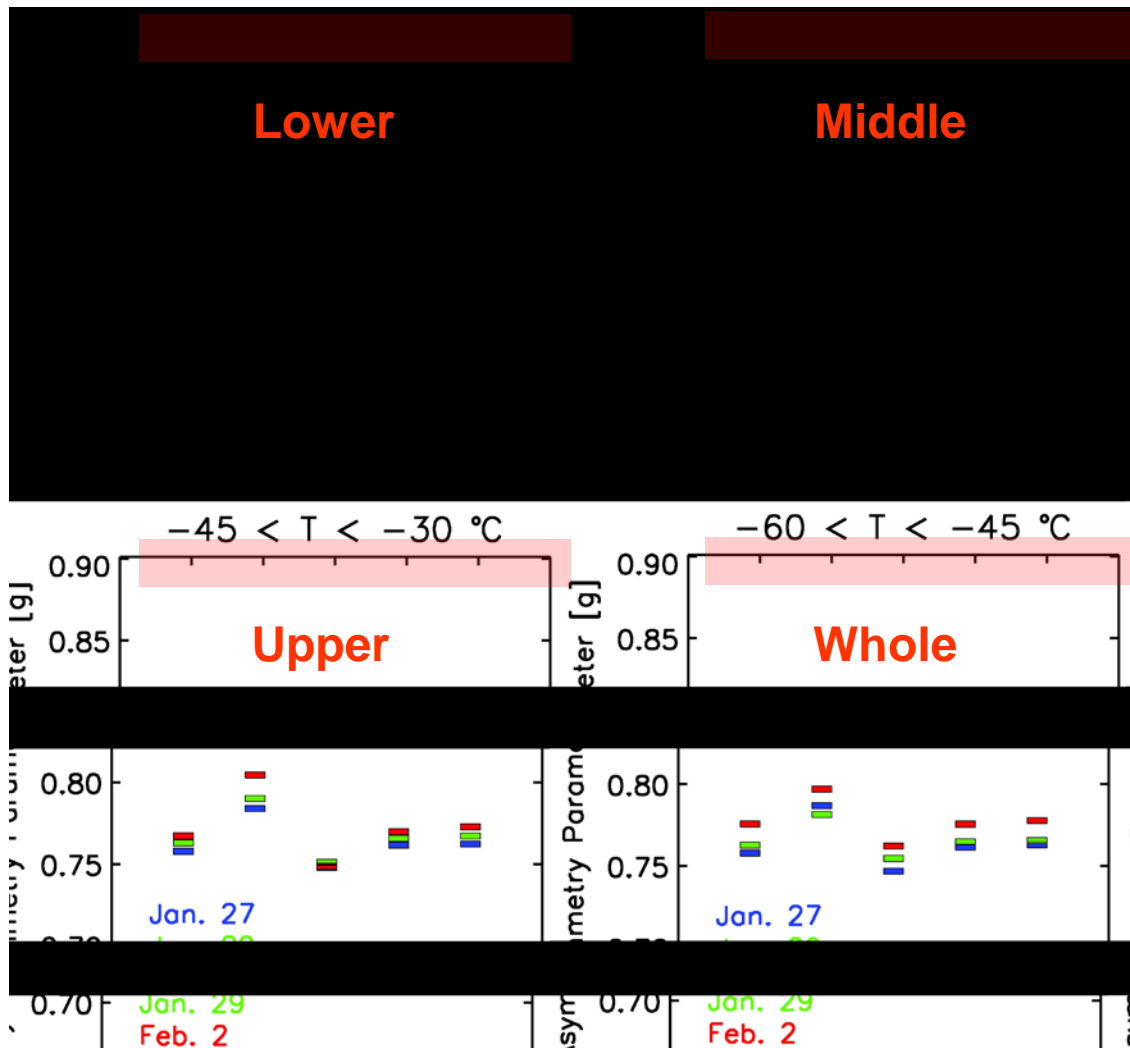 Lower Middle
−45 < T < −30 °C −60 < T < −45 °C
0.90 0.90
Upper Whole
0.85 0.85
0.80 0.80
0.75 0.75
Jan. 27 Jan. 27
0.70 0.70
Jan. 29 Jan. 29
Feb. 2 Feb. 2